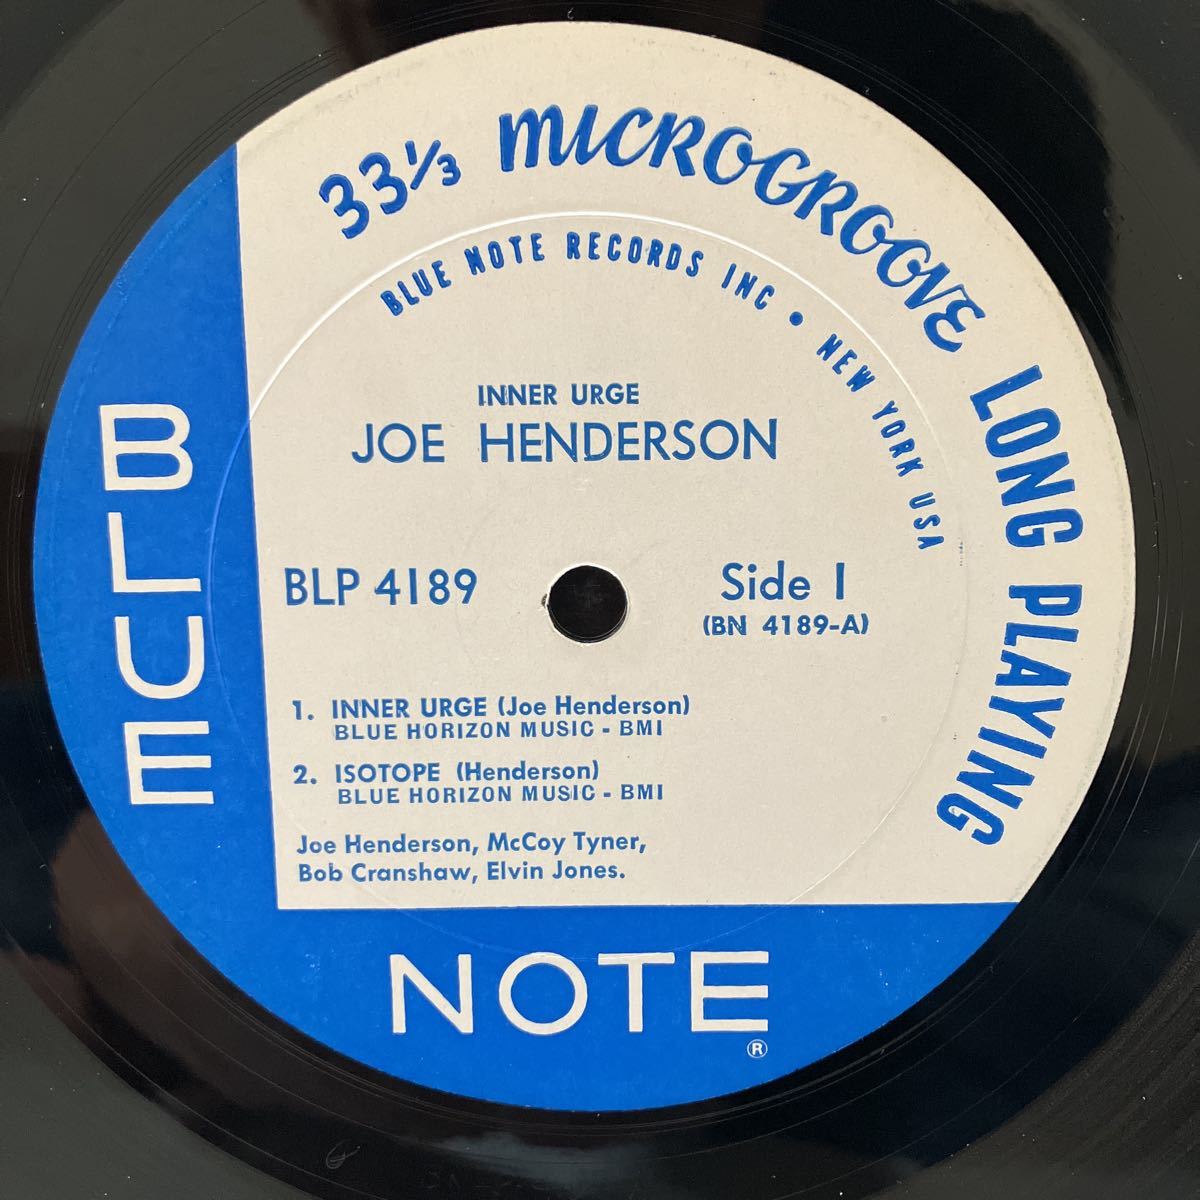 33⅓ MICROGROOVE LONG PLAYING
BLUE NOTE RECORDS INC • NEW YORK USA
INNER URGE
JOE HENDERSON
BLP 4189
Side 1
(BN 4189-A)
1. INNER URGE (Joe Henderson)
BLUE HORIZON MUSIC - BMI
2. ISOTOPE (Henderson)
BLUE HORIZON MUSIC - BMI
Joe Henderson, McCoy Tyner,
Bob Cranshaw, Elvin Jones.
BLUE
NOTE
®